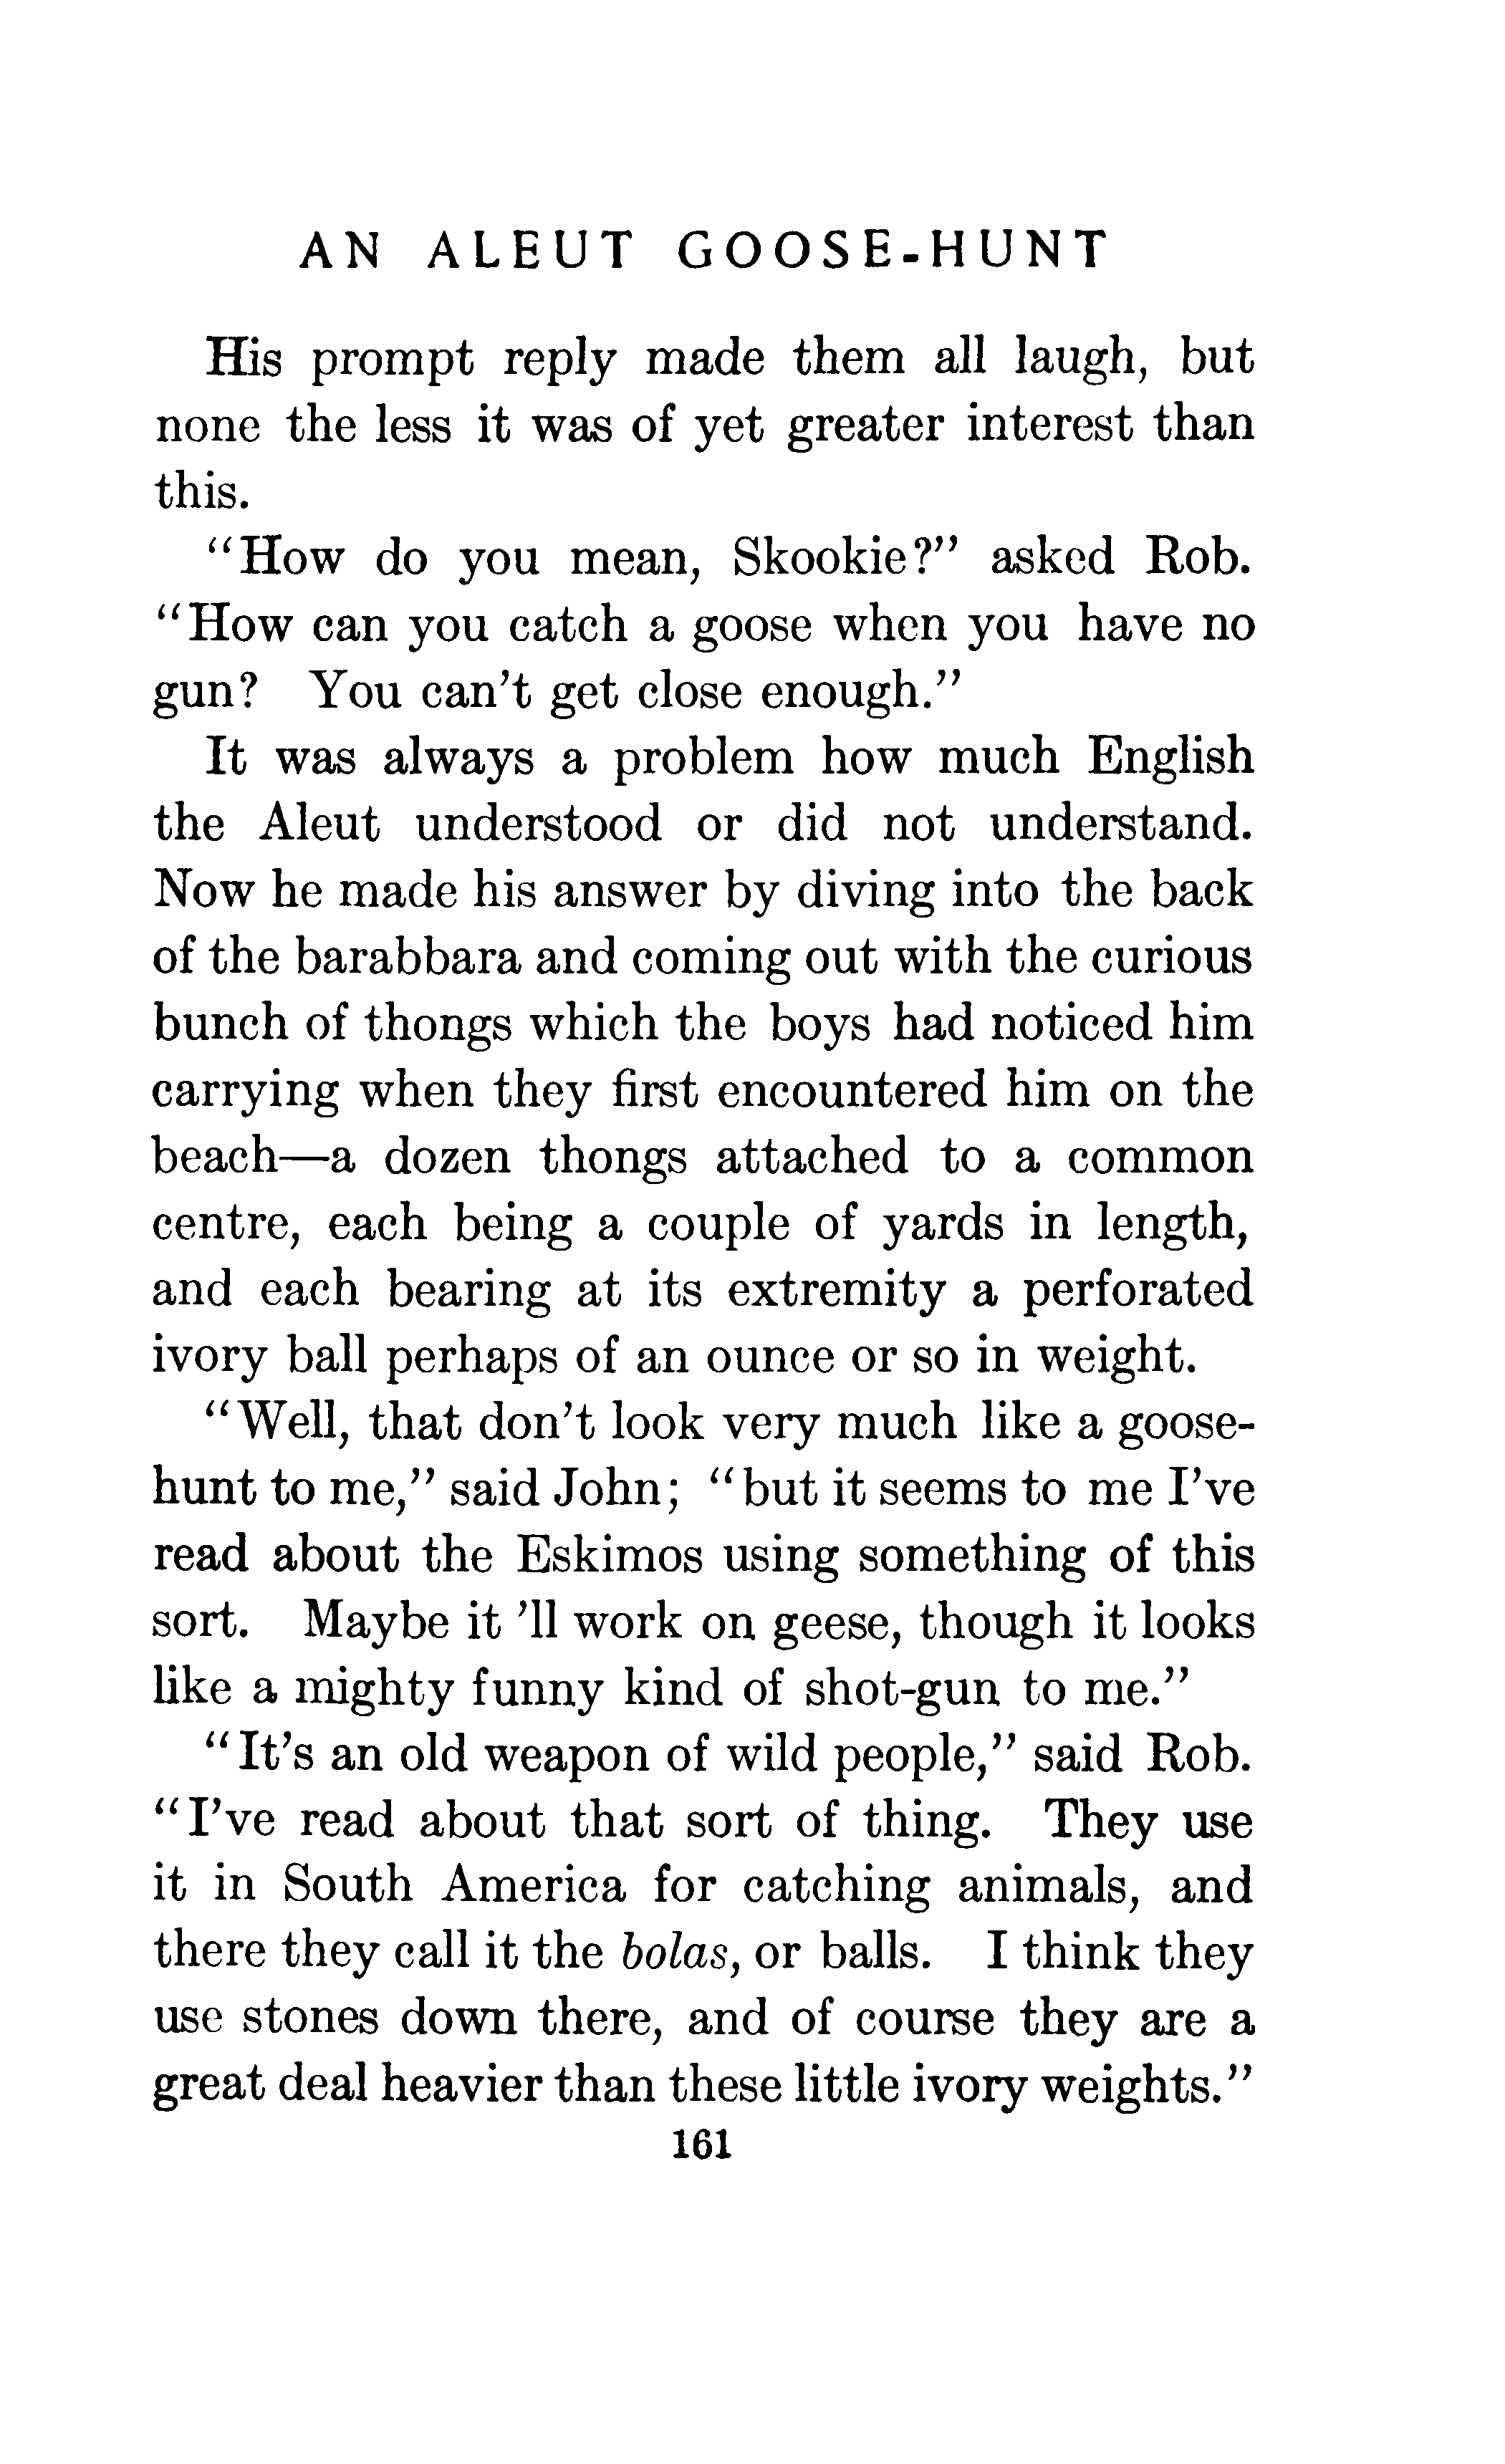 AN ALEUT GOOSE-HUNT
His prompt reply made them all laugh, but
none the less it was of yet greater interest than
this.
"How do you mean, Skookie?" asked Rob.
"How can you catch a goose when you have no
gun? You can't get close enough."
It was always a problem how much English
the Aleut understood or did not understand.
Now he made his answer by diving into the back
of the barabbara and coming out with the curious
bunch of thongs which the boys had noticed him
carrying when they first encountered him on the
beach—a dozen thongs attached to a common
centre, each being a couple of yards in length,
and each bearing at its extremity a perforated
ivory ball perhaps of an ounce or so in weight.
"Well, that don't look very much like a goose-
hunt to me," said John; "but it seems to me I've
read about the Eskimos using something of this
sort. Maybe it 'll work on geese, though it looks
like a mighty funny kind of shot-gun to me."
"It's an old weapon of wild people," said Rob.
"I've read about that sort of thing. They use
it in South America for catching animals, and
there they call it the bolas, or balls. I think they
use stones down there, and of course they are a
great deal heavier than these little ivory weights."
161